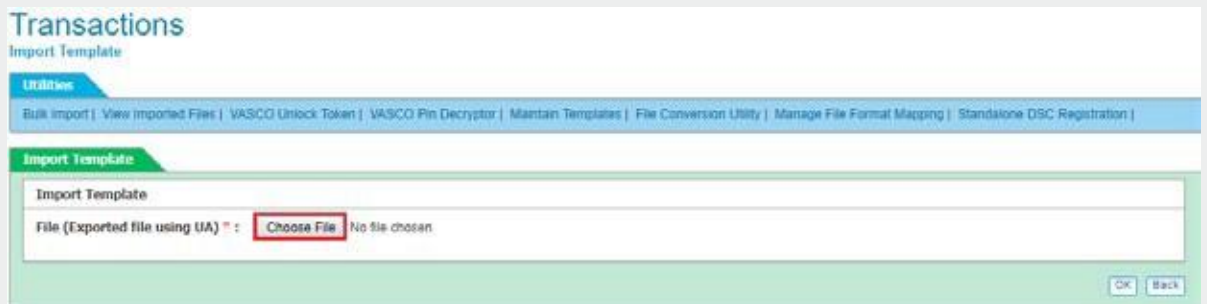 Transactions
Import Template
Utilities
Bulk Import | View Imported Files | VASCO Unlock Token | VASCO Pin Decryptor | Maintain Templates | File Conversion Utility | Manage File Format Mapping | Standalone DSC Registration |
Import Template
Import Template
File (Exported file using UA) * : Choose File No file chosen
OK Back